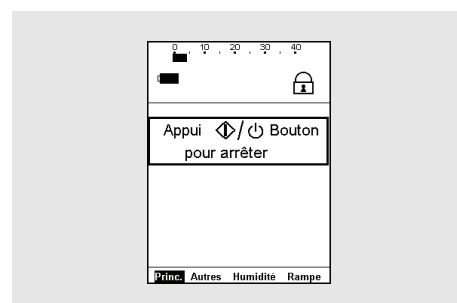 0 10 20 30 40
Appui / Bouton
pour arrêter
Princ. Autres Humidité Rampe